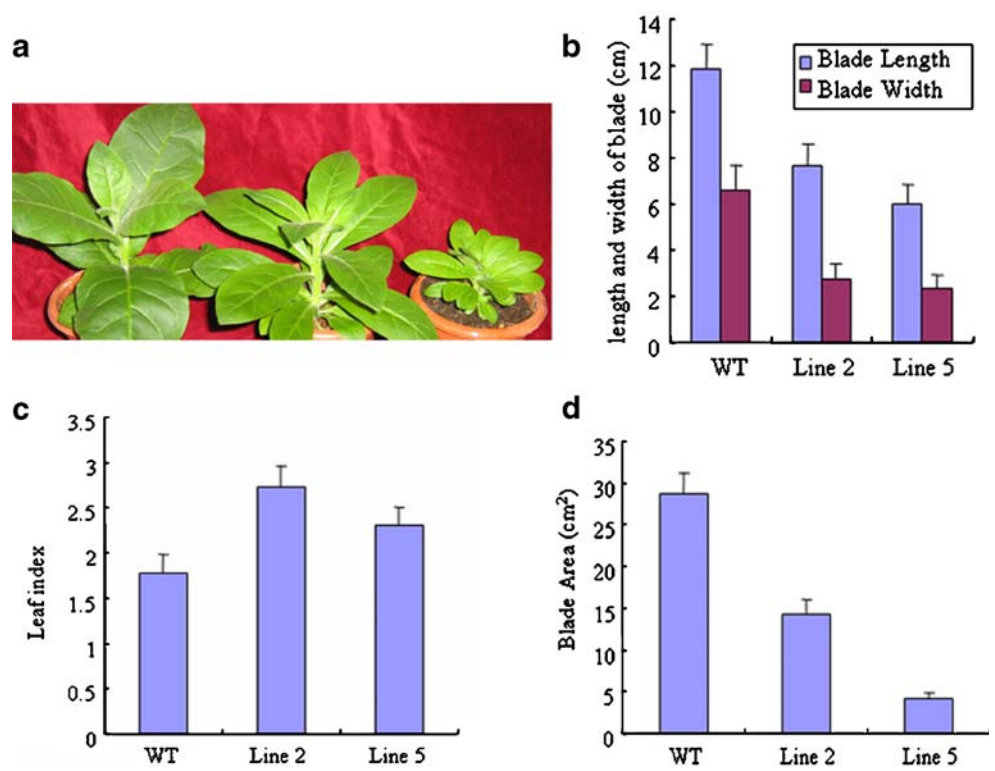 a
b
length and width of blade (cm)
14
12
10
8
6
4
2
0
Blade Length
Blade Width
WT
Line 2
Line 5
c
Leaf index
3.5
3
2.5
2
1.5
1
0.5
0
WT
Line 2
Line 5
d
Blade Area (cm²)
35
30
25
20
15
10
5
0
WT
Line 2
Line 5